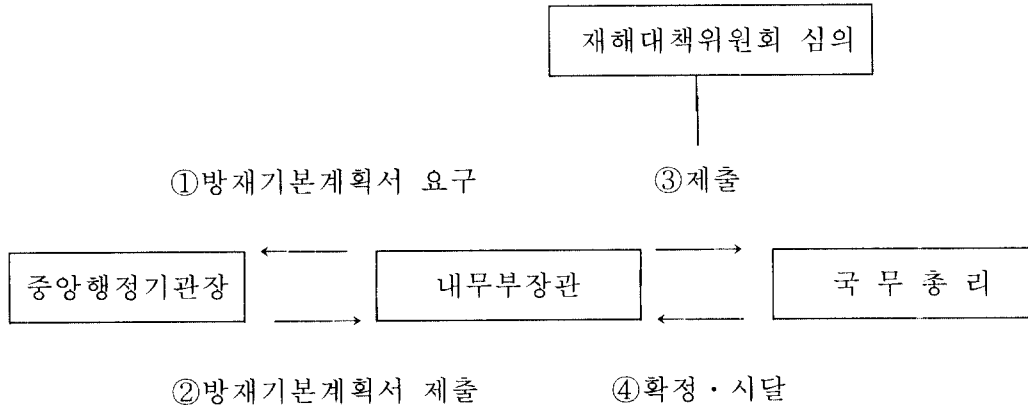 재해대책위원회 심의
①방재기본계획서 요구 ③제출
중앙행정기관장 내무부장관 국 무 총 리
②방재기본계획서 제출 ④확정·시달